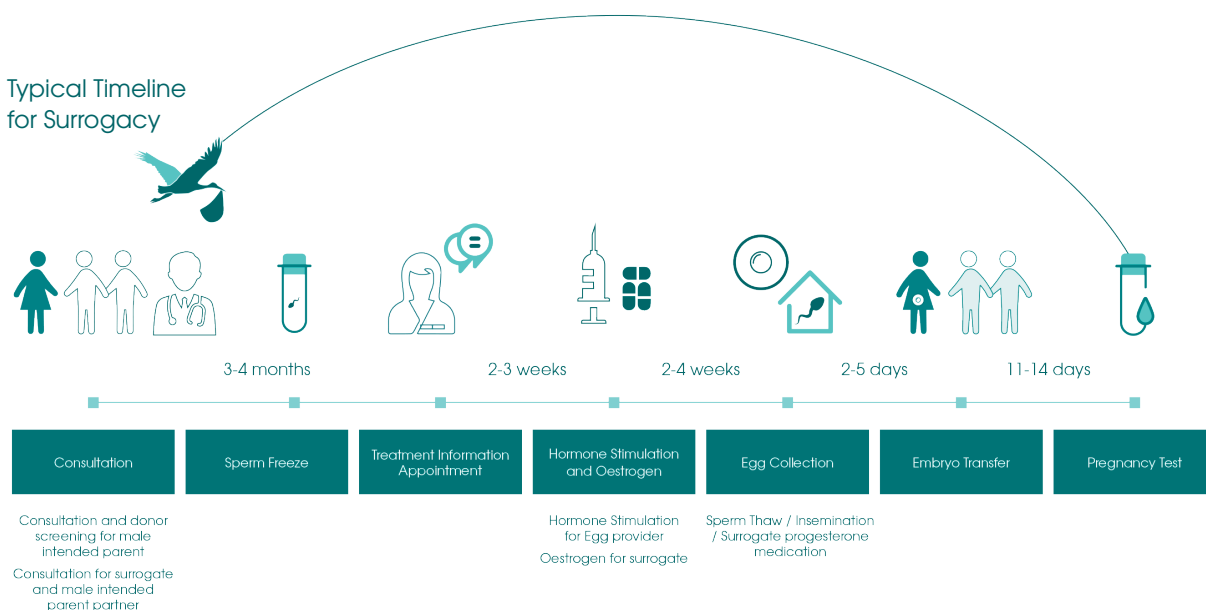 Typical Timeline
for Surrogacy
3-4 months
2-3 weeks
2-4 weeks
2-5 days
11-14 days
Consultation
Sperm Freeze
Treatment Information
Appointment
Hormone Stimulation
and Oestrogen
Egg Collection
Embryo Transfer
Pregnancy Test
Consultation and donor
screening for male
intended parent
Consultation for surrogate
and male intended
parent partner
Hormone Stimulation
for Egg provider
Oestrogen for surrogate
Sperm Thaw / Insemination
/ Surrogate progesterone
medication